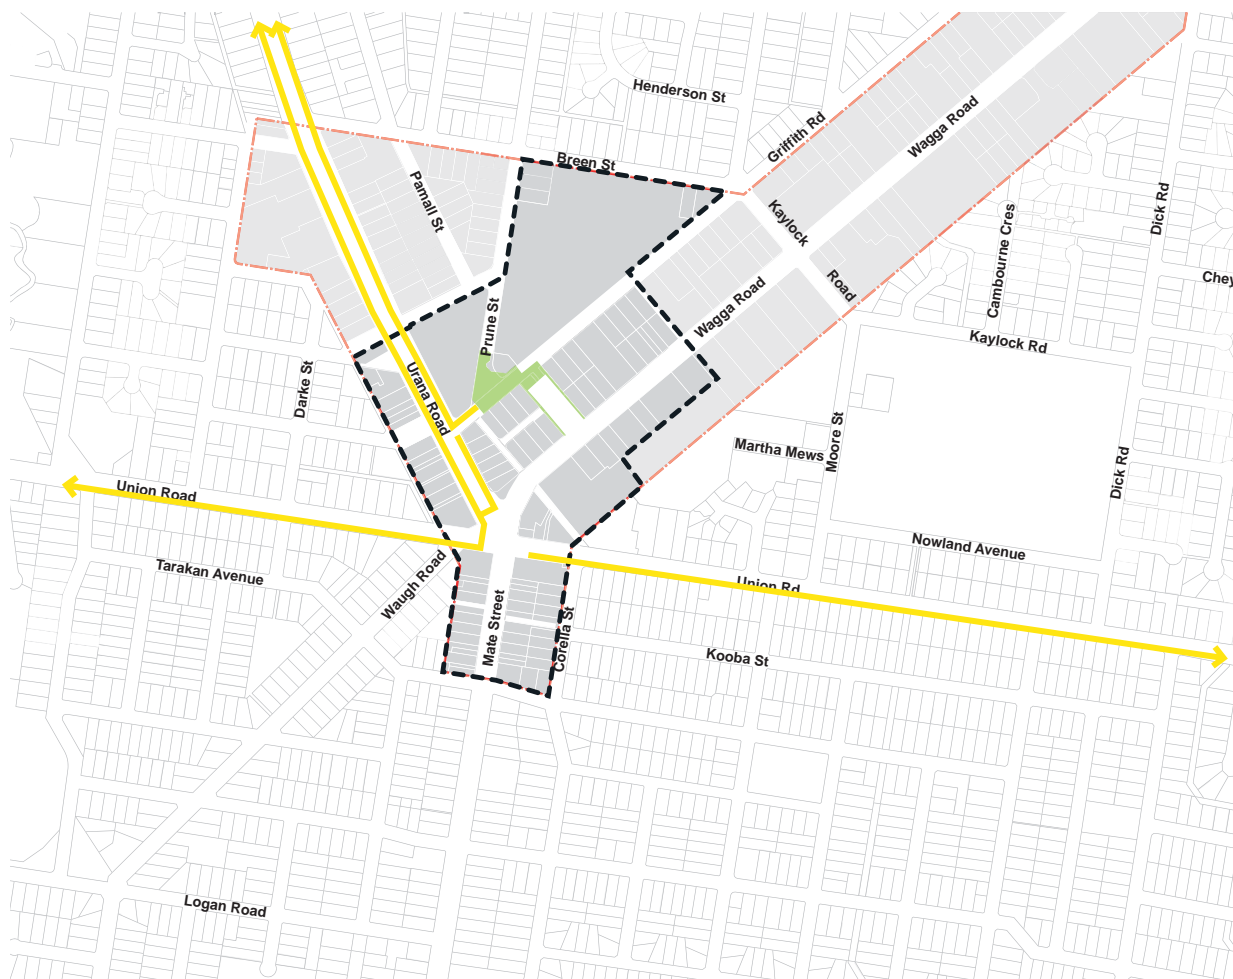 Henderson St
Wagga Road
Griffith Rd
Breen St
Parnall St
Kaylock
Road
Dick Rd
Cambourne Cres
Chey
Wagga Road
Prune St
Kaylock Rd
Darke St
Urana Road
Moore St
Martha Mews
Dick Rd
Union Road
Nowland Avenue
Tarakan Avenue
Waugh Road
Union Rd
Mate Street
Corella St
Kooba St
Logan Road